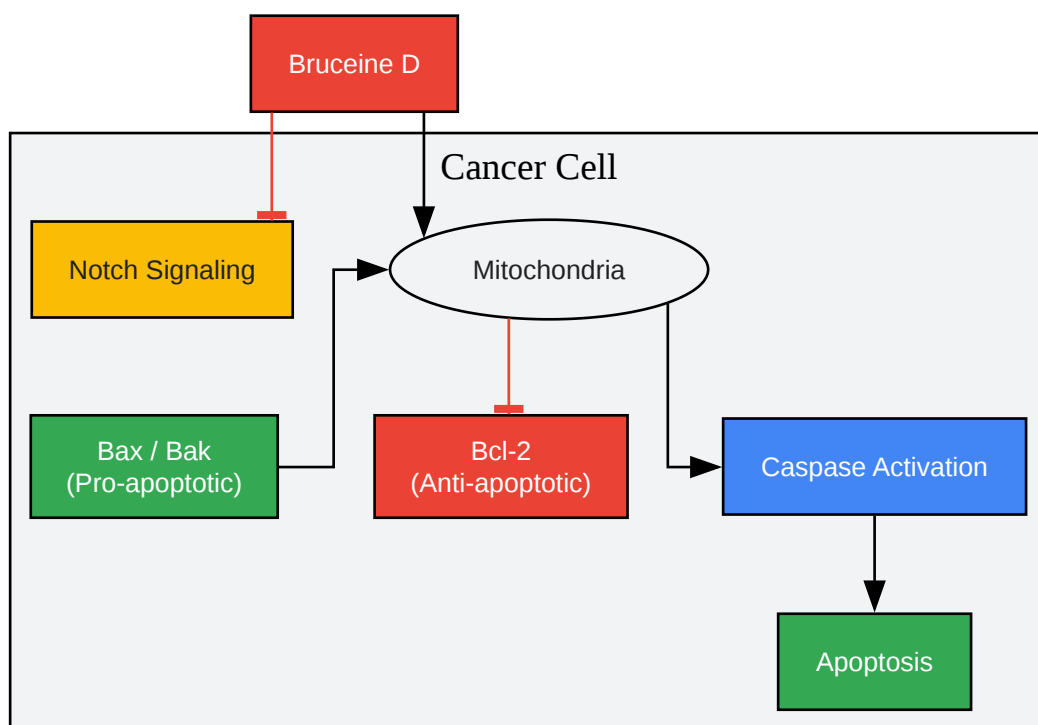 Bruceine D
Cancer Cell
Notch Signaling
Mitochondria
Bax / Bak
(Pro-apoptotic)
Bcl-2
(Anti-apoptotic)
Caspase Activation
Apoptosis